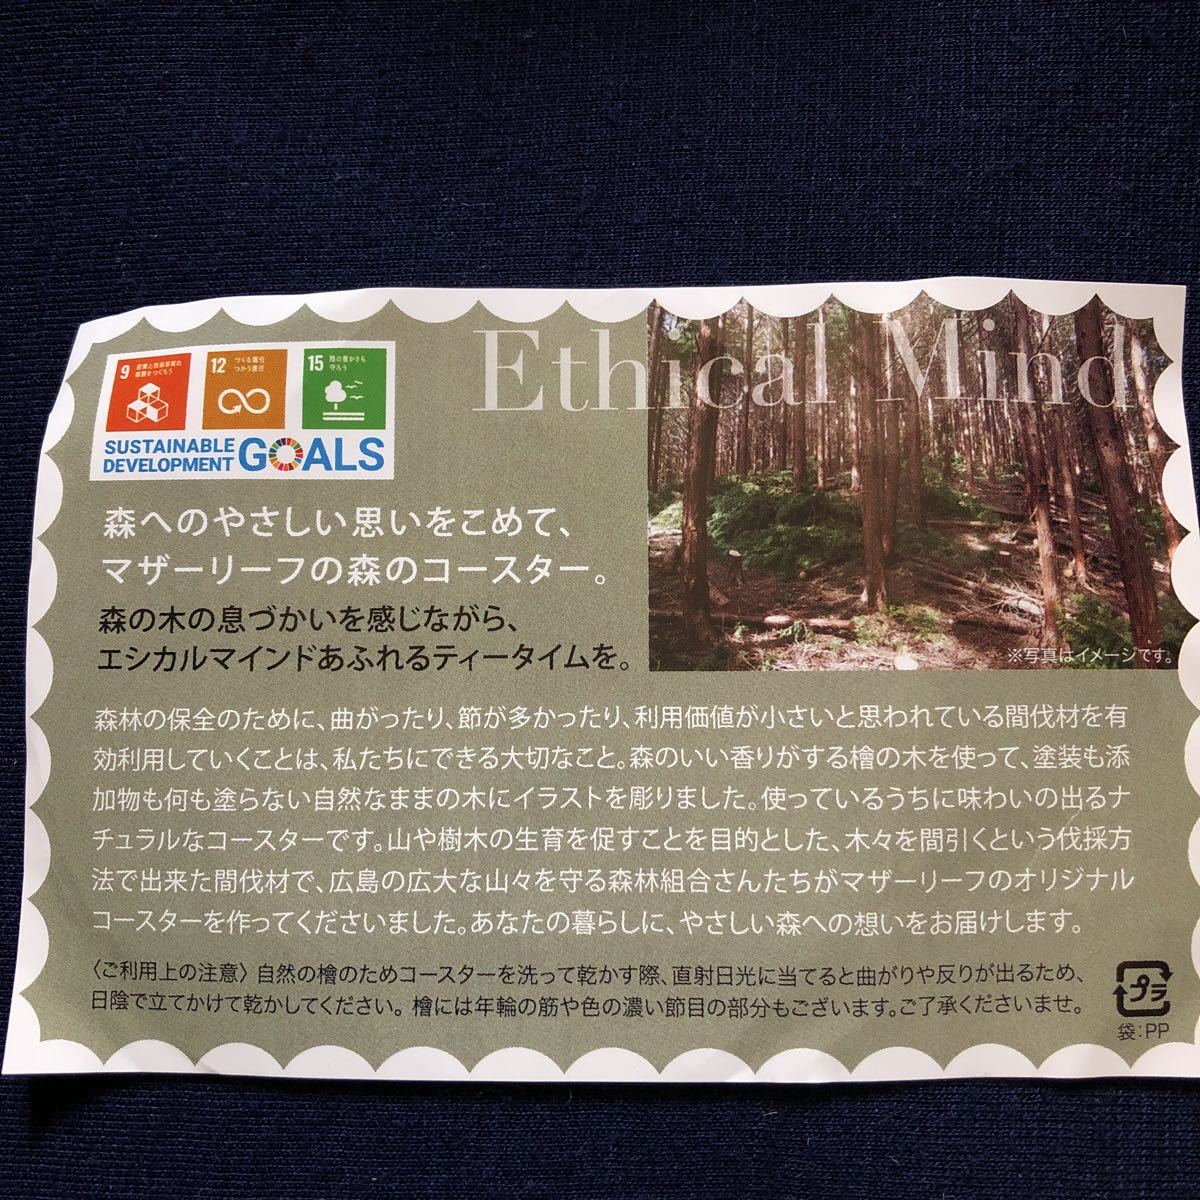 Ethical Mind
9 産業と技術革新の
基盤をつくろう
12 つくる責任
つかう責任
15 陸の豊かさも
守ろう
SUSTAINABLE
DEVELOPMENT
GOALS
森へのやさしい思いをこめて、
マザーリーフの森のコースター。
森の木の息づかいを感じながら、
エシカルマインドあふれるティータイムを。
※写真はイメージです。
森林の保全のために、曲がったり、節が多かったり、利用価値が小さいと思われている間伐材を有
効利用していくことは、私たちにできる大切なこと。森のいい香りがする檜の木を使って、塗装も添
加物も何も塗らない自然なままの木にイラストを彫りました。使っているうちに味わいの出るナ
チュラルなコースターです。山や樹木の生育を促すことを目的とした、木々を間引くという伐採方
法で出来た間伐材で、広島の広大な山々を守る森林組合さんたちがマザーリーフのオリジナル
コースターを作ってくださいました。あなたの暮らしに、やさしい森への想いをお届けします。
〈ご利用上の注意〉 自然の檜のためコースターを洗って乾かす際、直射日光に当てると曲がりや反りが出るため、
日陰で立てかけて乾かしてください。檜には年輪の筋や色の濃い節目の部分もございます。ご了承くださいませ。
プラ
袋:PP